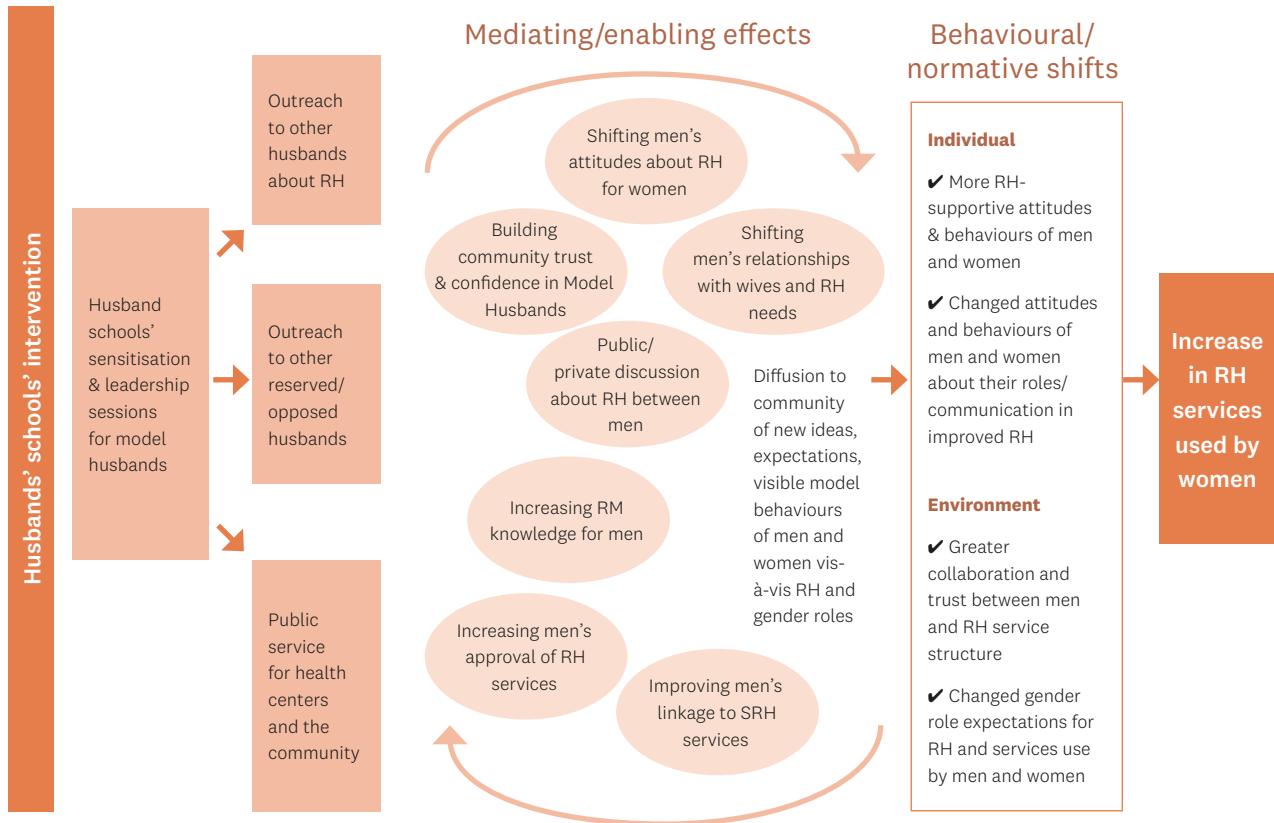 Husbands' schools' intervention
Husband
schools'
sensitisation
& leadership
sessions
for model
husbands
Outreach
to other
husbands
about RH
Outreach
to other
reserved/
opposed
husbands
Public
service
for health
centers
and the
community
Mediating/enabling effects
Shifting men's
attitudes about RH
for women
Building
community trust
& confidence in Model
Husbands
Shifting
men's relationships
with wives and RH
needs
Public/
private discussion
about RH between
men
Increasing RM
knowledge for men
Increasing men's
approval of RH
services
Improving men's
linkage to SRH
services
Diffusion to
community
of new ideas,
expectations,
visible model
behaviours
of men and
women vis-
à-vis RH and
gender roles
Behavioural/
normative shifts
Individual
✔ More RH-
supportive attitudes
& behaviours of men
and women
✔ Changed attitudes
and behaviours of
men and women
about their roles/
communication in
improved RH
Environment
✔ Greater
collaboration and
trust between men
and RH service
structure
✔ Changed gender
role expectations for
RH and services use
by men and women
Increase
in RH
services
used by
women